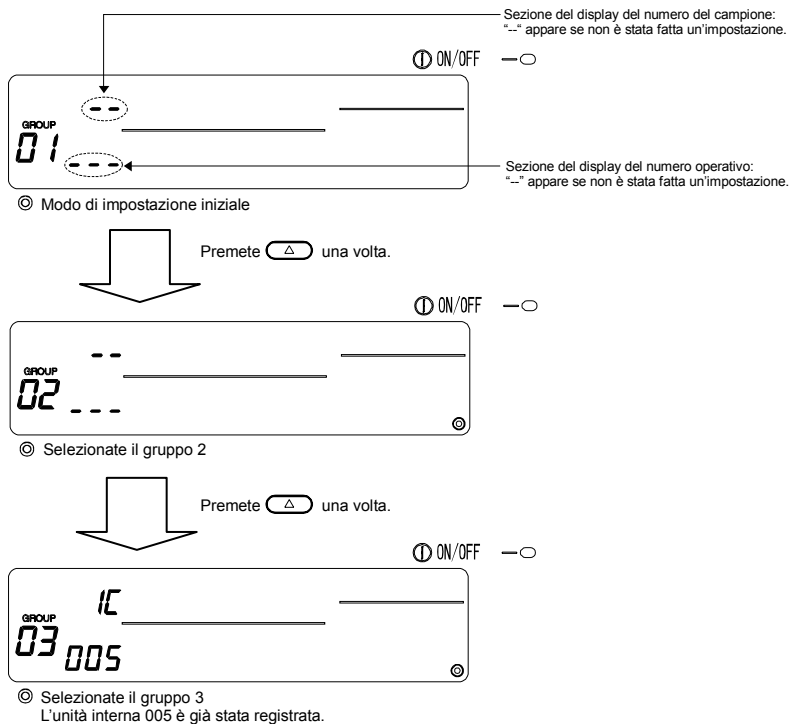 Sezione del display del numero del campione:
“--“ appare se non è stata fatta un'impostazione.
ON/OFF
--
GROUP
01
---
Sezione del display del numero operativo:
“--” appare se non è stata fatta un'impostazione.
◎ Modo di impostazione iniziale
Premete △ una volta.
ON/OFF
--
GROUP
02
---
◎
◎ Selezionate il gruppo 2
Premete △ una volta.
ON/OFF
IC
GROUP
03
005
◎
◎ Selezionate il gruppo 3
L'unità interna 005 è già stata registrata.